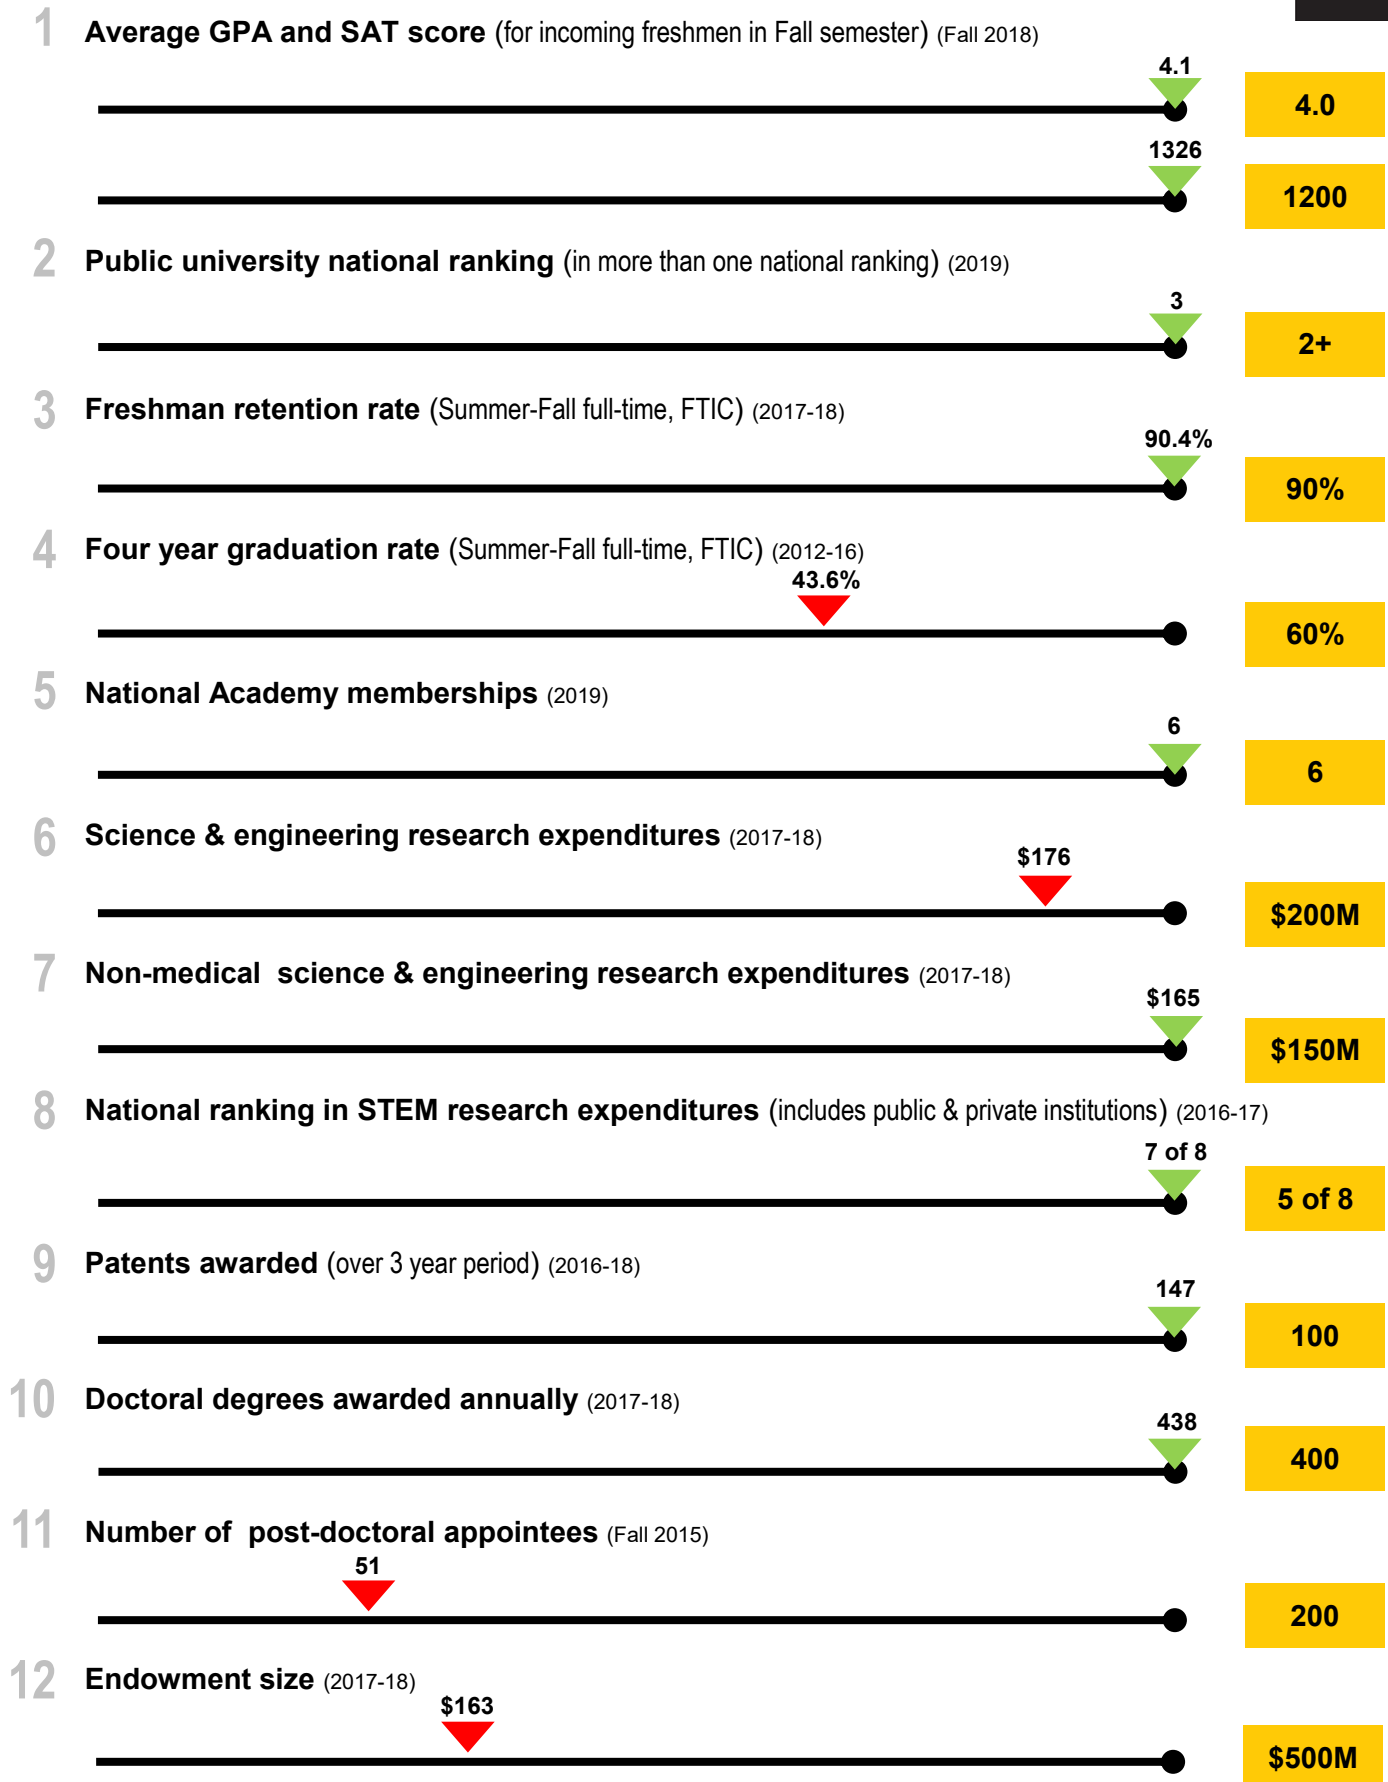 1 Average GPA and SAT score (for incoming freshmen in Fall semester) (Fall 2018)
4.1
4.0
1326
1200
2 Public university national ranking (in more than one national ranking) (2019)
3
2+
3 Freshman retention rate (Summer-Fall full-time, FTIC) (2017-18)
90.4%
90%
4 Four year graduation rate (Summer-Fall full-time, FTIC) (2012-16)
43.6%
60%
5 National Academy memberships (2019)
6
6
6 Science & engineering research expenditures (2017-18)
$176
$200M
7 Non-medical science & engineering research expenditures (2017-18)
$165
$150M
8 National ranking in STEM research expenditures (includes public & private institutions) (2016-17)
7 of 8
5 of 8
9 Patents awarded (over 3 year period) (2016-18)
147
100
10 Doctoral degrees awarded annually (2017-18)
438
400
11 Number of post-doctoral appointees (Fall 2015)
51
200
12 Endowment size (2017-18)
$163
$500M